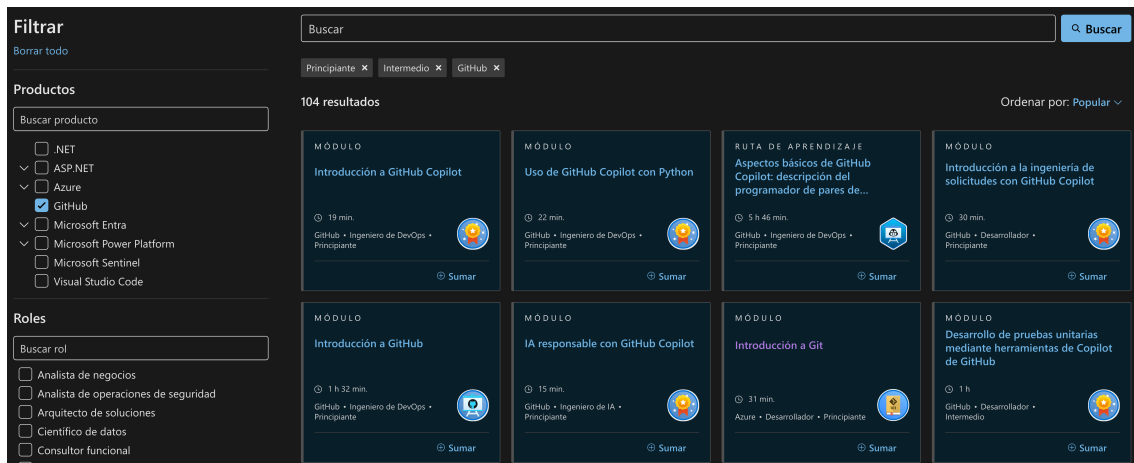 Filtrar
Borrar todo
Productos
Buscar producto
.NET
ASP.NET
Azure
GitHub
Microsoft Entra
Microsoft Power Platform
Microsoft Sentinel
Visual Studio Code
Roles
Buscar rol
Analista de negocios
Analista de operaciones de seguridad
Arquitecto de soluciones
Científico de datos
Consultor funcional
Buscar
Buscar
Principiante
Intermedio
GitHub
104 resultados
Ordenar por: Popular
MÓDULO
Introducción a GitHub Copilot
19 min.
GitHub • Ingeniero de DevOps •
Principiante
Sumar
MÓDULO
Uso de GitHub Copilot con Python
22 min.
GitHub • Ingeniero de DevOps •
Principiante
Sumar
RUTA DE APRENDIZAJE
Aspectos básicos de GitHub
Copilot: descripción del
programador de pares de...
5 h 46 min.
GitHub • Ingeniero de DevOps •
Principiante
Sumar
MÓDULO
Introducción a la ingeniería de
solicitudes con GitHub Copilot
30 min.
GitHub • Desarrollador •
Principiante
Sumar
MÓDULO
Introducción a GitHub
1 h 32 min.
GitHub • Ingeniero de DevOps •
Principiante
Sumar
MÓDULO
IA responsable con GitHub Copilot
15 min.
GitHub • Ingeniero de IA •
Principiante
Sumar
MÓDULO
Introducción a Git
31 min.
Azure • Desarrollador • Principiante
Sumar
MÓDULO
Desarrollo de pruebas unitarias
mediante herramientas de Copilot
de GitHub
1 h
GitHub • Desarrollador •
Intermedio
Sumar